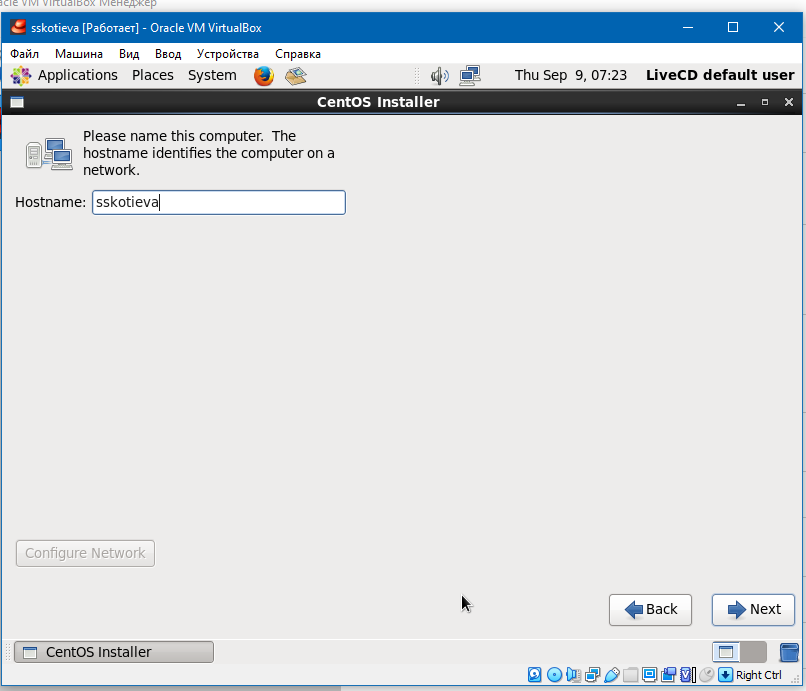 acle VM VirtualBox Менеджер
sskotieva [Работает] - Oracle VM VirtualBox
Файл Машина Вид Ввод Устройства Справка
Applications Places System Thu Sep 9, 07:23 LiveCD default user
CentOS Installer
Please name this computer. The
hostname identifies the computer on a
network.
Hostname: sskotieva
Configure Network
Back Next
CentOS Installer
Right Ctrl